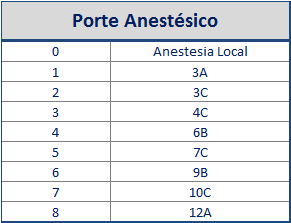 Porte Anestésico
0 Anestesia Local
1 3A
2 3C
3 4C
4 6B
5 7C
6 9B
7 10C
8 12A